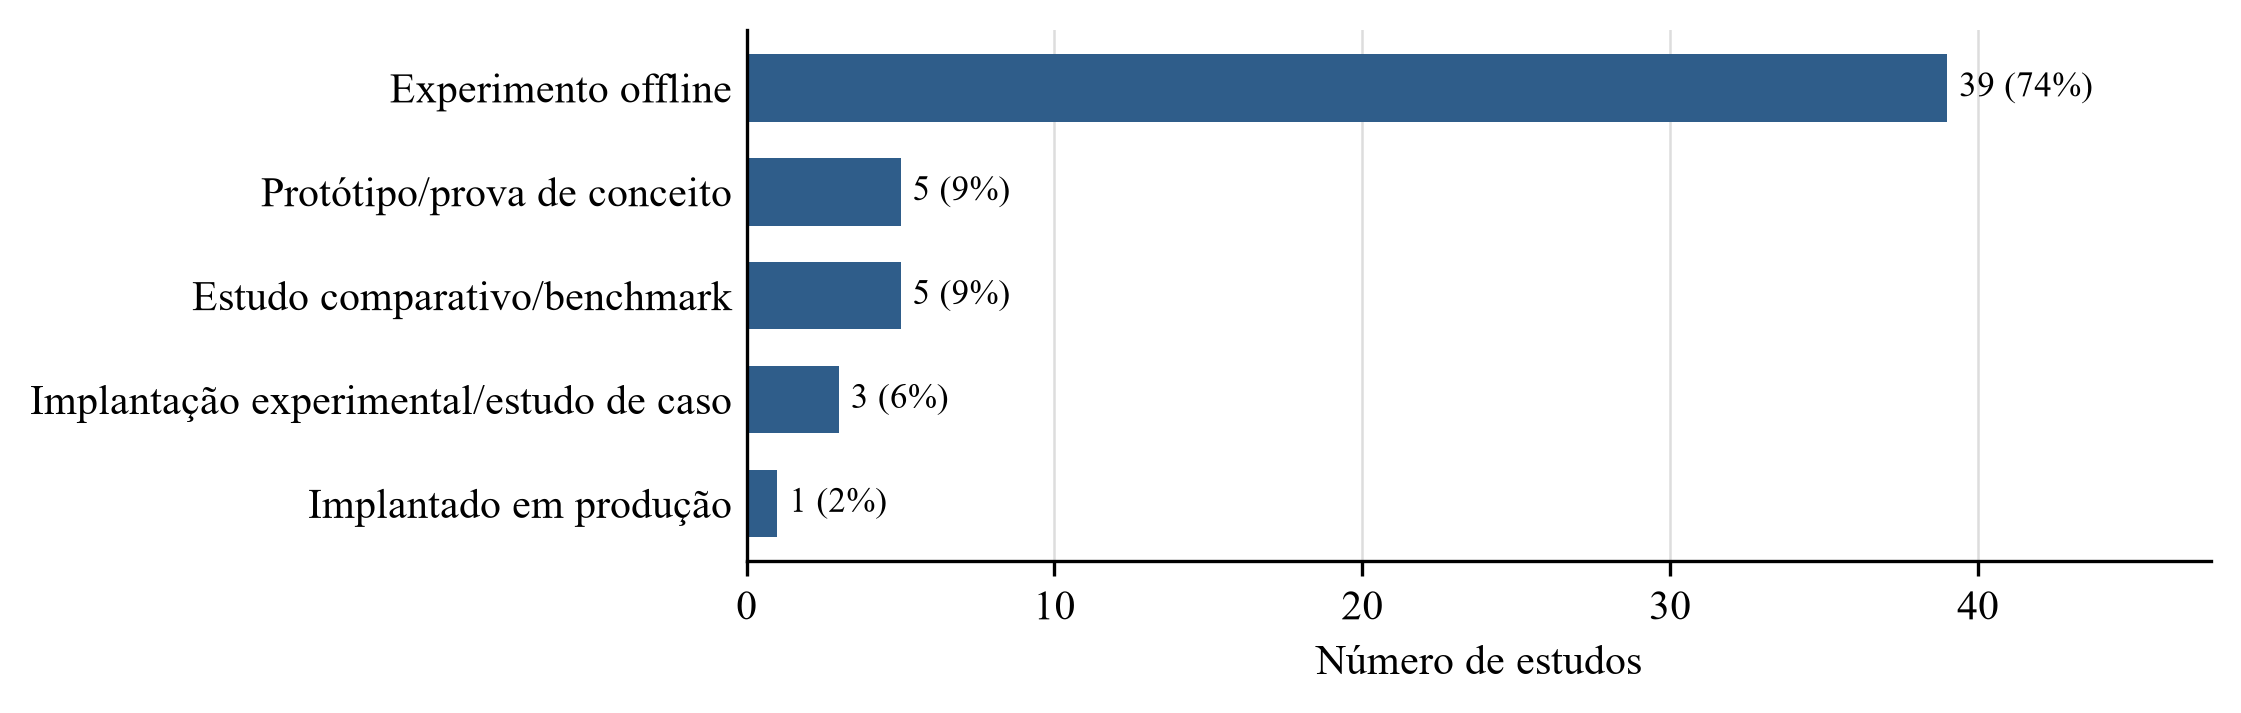 Experimento offline 39 (74%)
Protótipo/prova de conceito 5 (9%)
Estudo comparativo/benchmark 5 (9%)
Implantação experimental/estudo de caso 3 (6%)
Implantado em produção 1 (2%)
0 10 20 30 40
Número de estudos